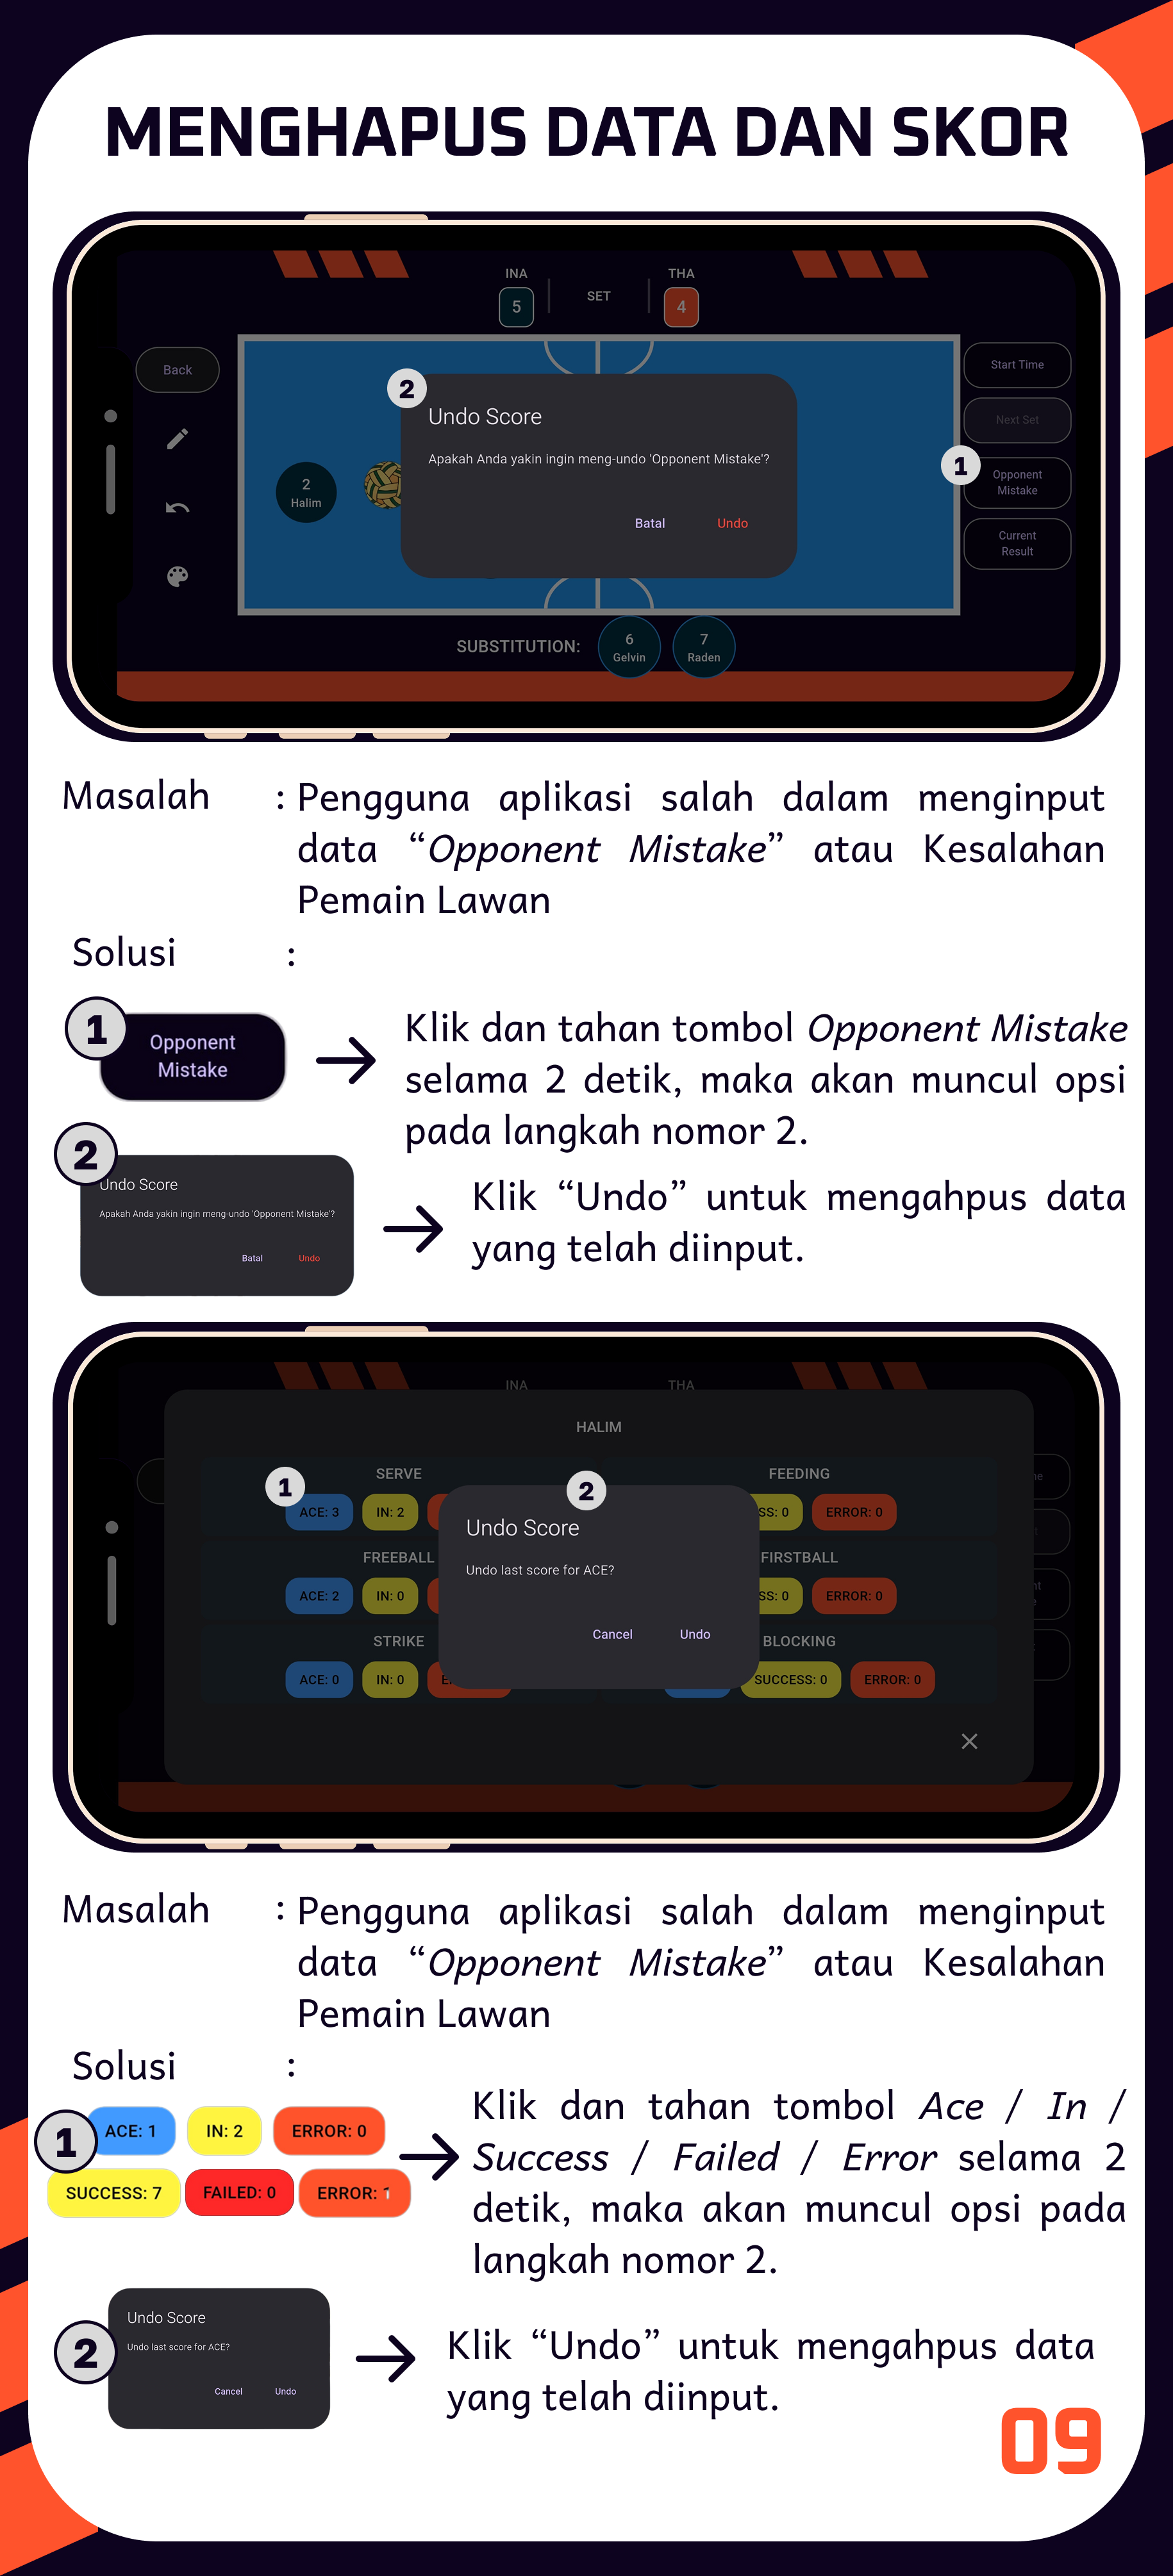 MENGHAPUS DATA DAN SKOR
INA
SET
THA
5
4
Back
Start Time
Next Set
2
Undo Score
Apakah Anda yakin ingin meng-undo 'Opponent Mistake'?
Batal
Undo
1
Opponent
Mistake
Current
Result
2
Halim
SUBSTITUTION:
6
Gelvin
7
Raden
Masalah : Pengguna aplikasi salah dalam menginput
data “Opponent Mistake” atau Kesalahan
Pemain Lawan
Solusi :
1
Opponent
Mistake
Klik dan tahan tombol Opponent Mistake
selama 2 detik, maka akan muncul opsi
pada langkah nomor 2.
2
Undo Score
Apakah Anda yakin ingin meng-undo 'Opponent Mistake'?
Batal
Undo
Klik “Undo” untuk mengahpus data
yang telah diinput.
INA
THA
HALIM
SERVE
FEEDING
1
ACE: 3
IN: 2
SS: 0
ERROR: 0
2
Undo Score
Undo last score for ACE?
Cancel
Undo
FREEBALL
FIRSTBALL
ACE: 2
IN: 0
SS: 0
ERROR: 0
STRIKE
BLOCKING
ACE: 0
IN: 0
SUCCESS: 0
ERROR: 0
Masalah : Pengguna aplikasi salah dalam menginput
data “Opponent Mistake” atau Kesalahan
Pemain Lawan
Solusi :
1
ACE: 1
IN: 2
ERROR: 0
SUCCESS: 7
FAILED: 0
ERROR: 1
Klik dan tahan tombol Ace / In /
Success / Failed / Error selama 2
detik, maka akan muncul opsi pada
langkah nomor 2.
2
Undo Score
Undo last score for ACE?
Cancel
Undo
Klik “Undo” untuk mengahpus data
yang telah diinput.
09